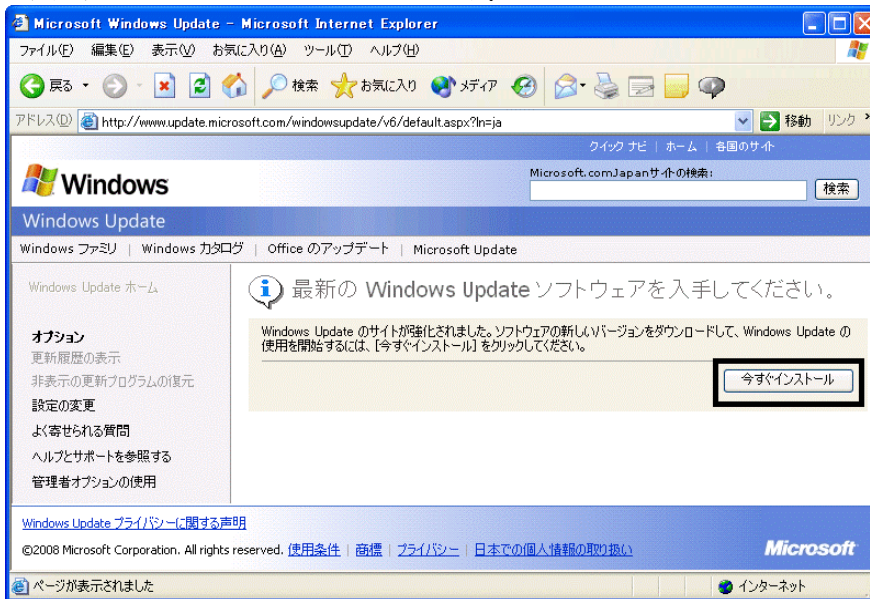 Microsoft Windows Update - Microsoft Internet Explorer
ファイル(F) 編集(E) 表示(V) お気に入り(A) ツール(T) ヘルプ(H)
戻る 検索 お気に入り メディア
アドレス(D) http://www.update.microsoft.com/windowsupdate/v6/default.aspx?ln=ja 移動 リンク »
クイック ナビ | ホーム | 各国のサイト
Windows
Microsoft.comJapanサイトの検索:
検索
Windows Update
Windows ファミリ | Windows カタログ | Office のアップデート | Microsoft Update
Windows Update ホーム
最新の Windows Update ソフトウェアを入手してください。
Windows Update のサイトが強化されました。ソフトウェアの新しいバージョンをダウンロードして、Windows Update の
使用を開始するには、[今すぐインストール] をクリックしてください。
今すぐインストール
オプション
更新履歴の表示
非表示の更新プログラムの復元
設定の変更
よく寄せられる質問
ヘルプとサポートを参照する
管理者オプションの使用
Windows Update プライバシーに関する声明
©2008 Microsoft Corporation. All rights reserved. 使用条件 | 商標 | プライバシー | 日本での個人情報の取り扱い
Microsoft
ページが表示されました インターネット